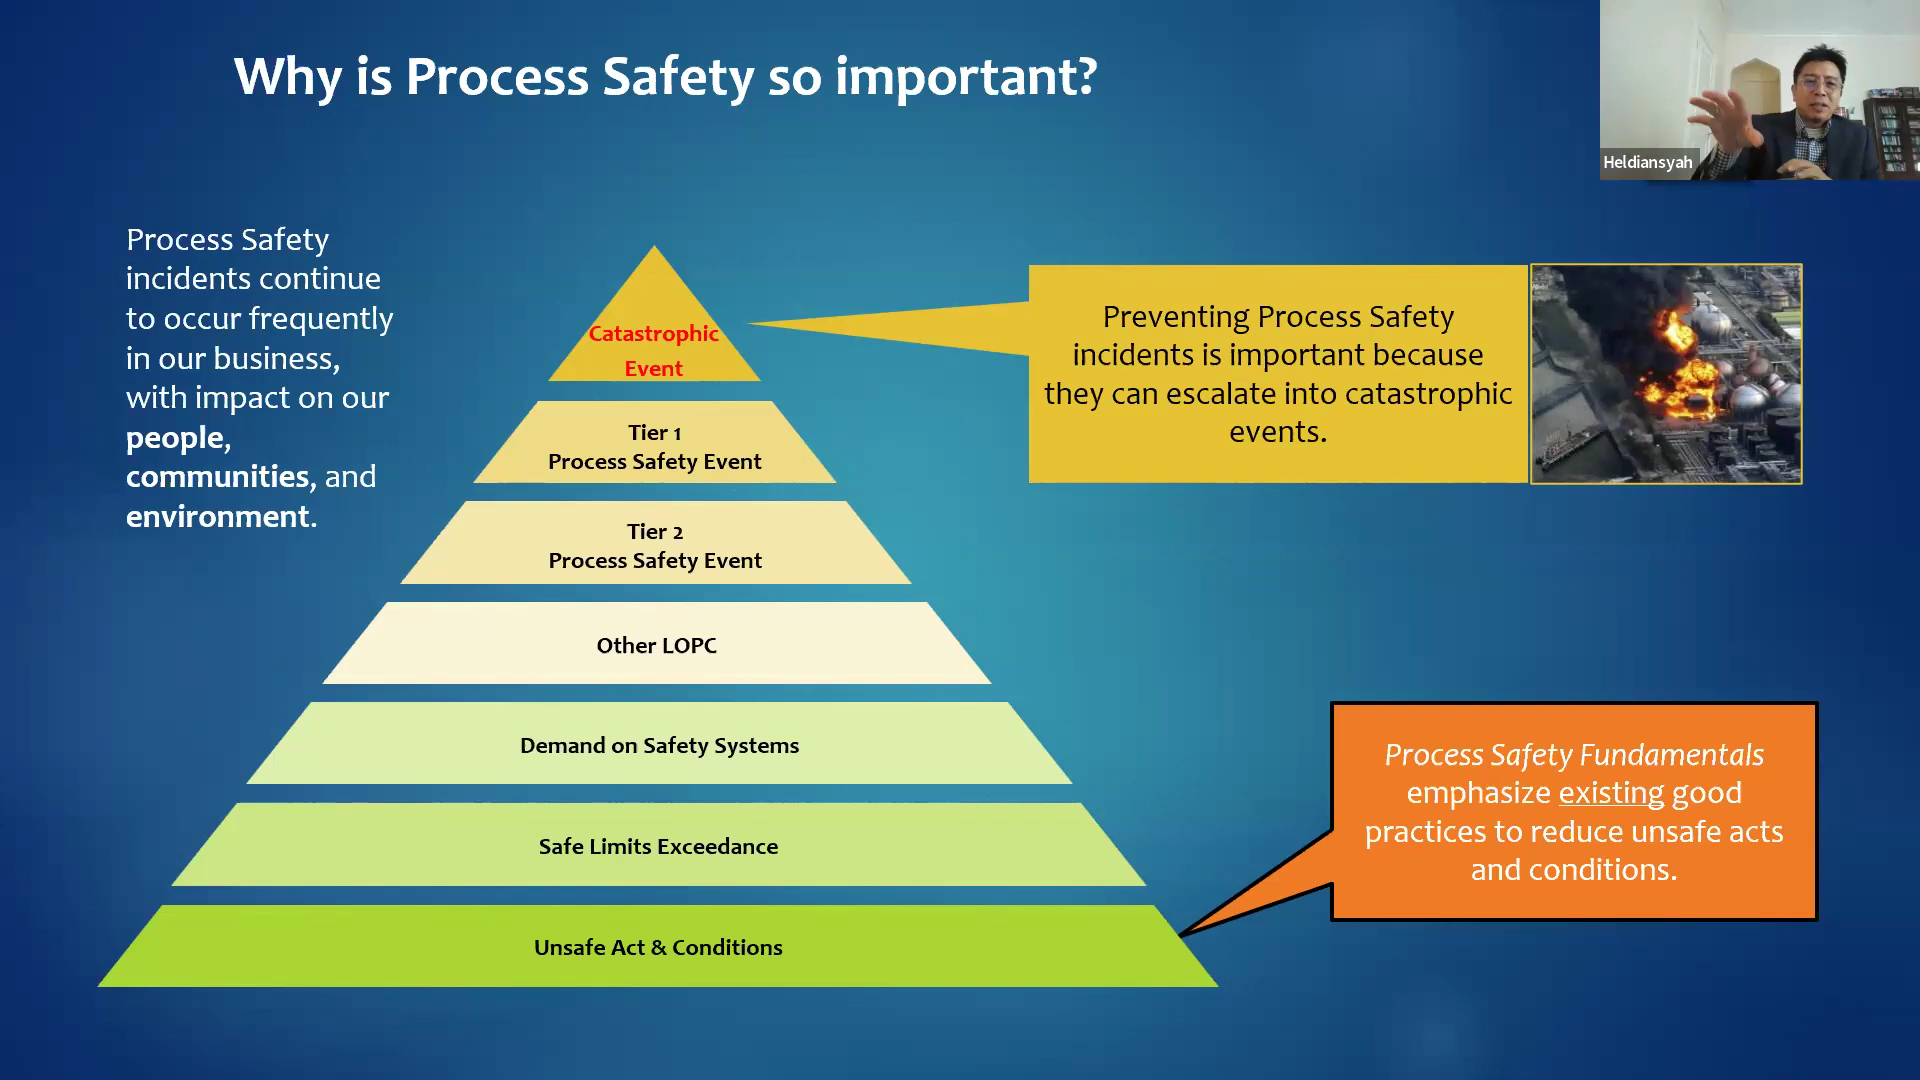 Why is Process Safety so important?
Heldiansyah
Process Safety
incidents continue
to occur frequently
in our business,
with impact on our
people,
communities, and
environment.
Catastrophic
Event
Tier 1
Process Safety Event
Tier 2
Process Safety Event
Other LOPC
Demand on Safety Systems
Safe Limits Exceedance
Unsafe Act & Conditions
Preventing Process Safety
incidents is important because
they can escalate into catastrophic
events.
Process Safety Fundamentals
emphasize existing good
practices to reduce unsafe acts
and conditions.